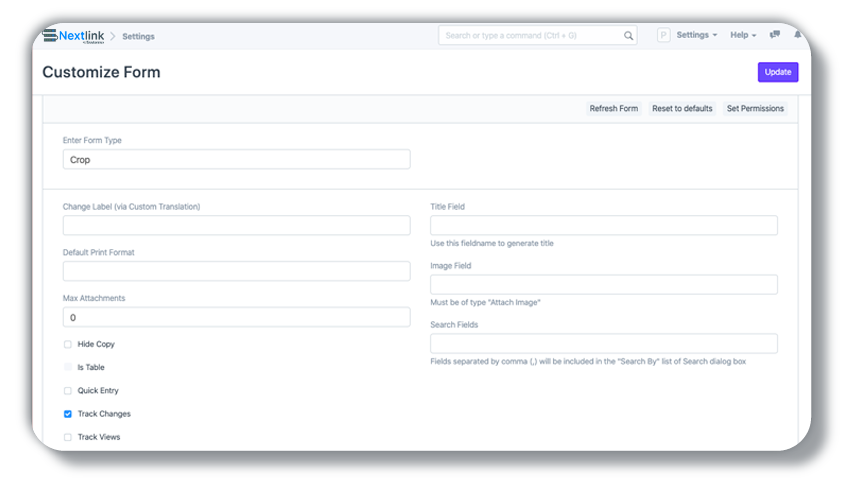 Nextlink
Settings
Search or type a command (Ctrl + G)
P
Settings
Help
Customize Form
Update
Refresh Form
Reset to defaults
Set Permissions
Enter Form Type
Crop
Change Label (via Custom Translation)
Title Field
Use this fieldname to generate title
Default Print Format
Image Field
Must be of type "Attach Image"
Max Attachments
0
Search Fields
Fields separated by comma (,) will be included in the "Search By" list of Search dialog box
Hide Copy
Is Table
Quick Entry
Track Changes
Track Views